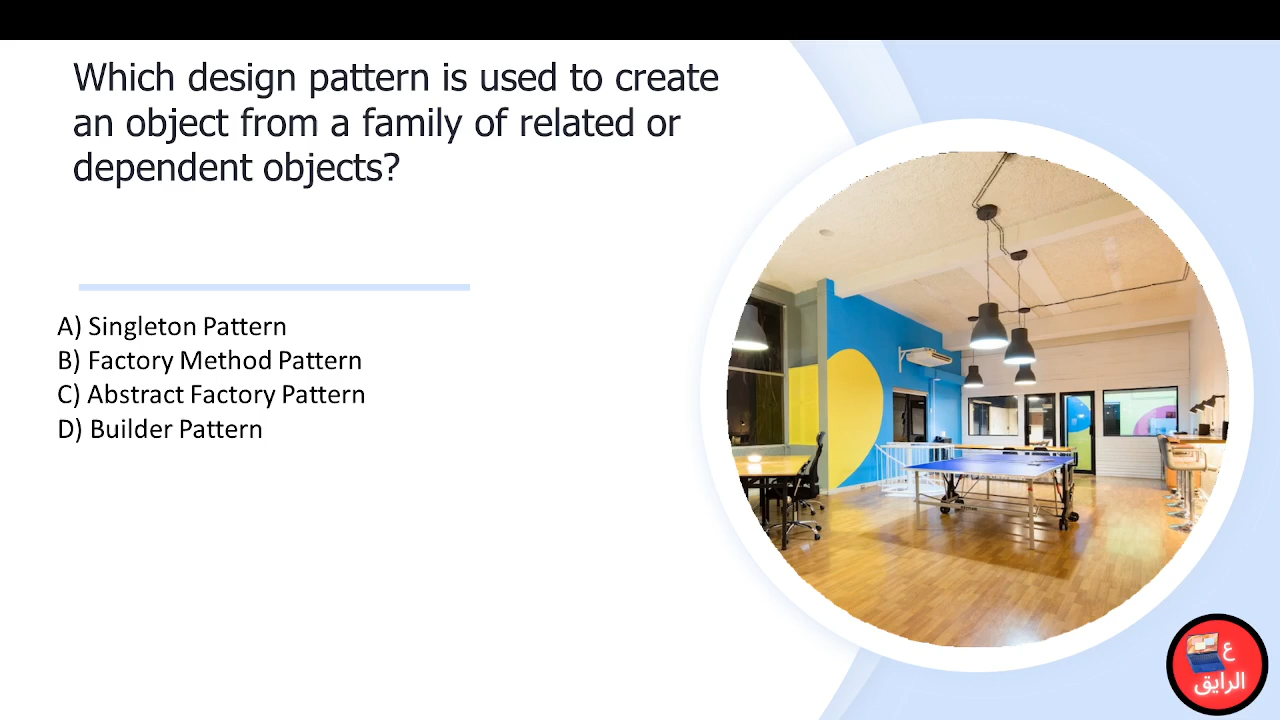 Which design pattern is used to create
an object from a family of related or
dependent objects?
A) Singleton Pattern
B) Factory Method Pattern
C) Abstract Factory Pattern
D) Builder Pattern
ع
الرايق